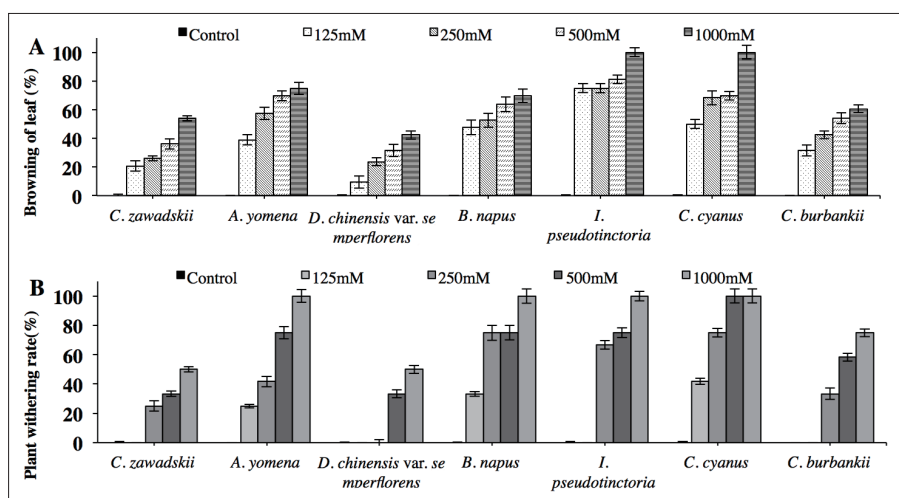 A
Control 125mM 250mM 500mM 1000mM
Browning of leaf (%)
100
80
60
40
20
0
C. zawadskii A. yomena D. chinensis var. se B. napus I. C. cyanus C. burbankii
mperflorens pseudotinctoria
B
Control 125mM 250mM 500mM 1000mM
Plant withering rate(%)
100
80
60
40
20
0
C. zawadskii A. yomena D. chinensis var. se B. napus I. C. cyanus C. burbankii
mperflorens pseudotinctoria